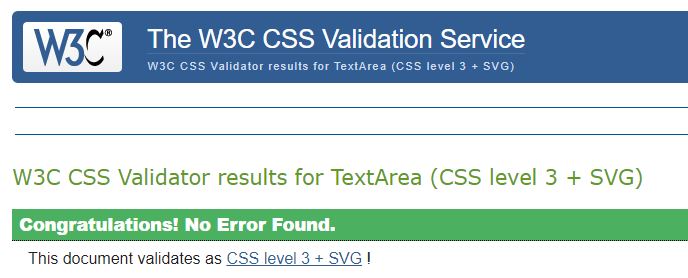 W3C®
The W3C CSS Validation Service
W3C CSS Validator results for TextArea (CSS level 3 + SVG)
W3C CSS Validator results for TextArea (CSS level 3 + SVG)
Congratulations! No Error Found.
This document validates as CSS level 3 + SVG !